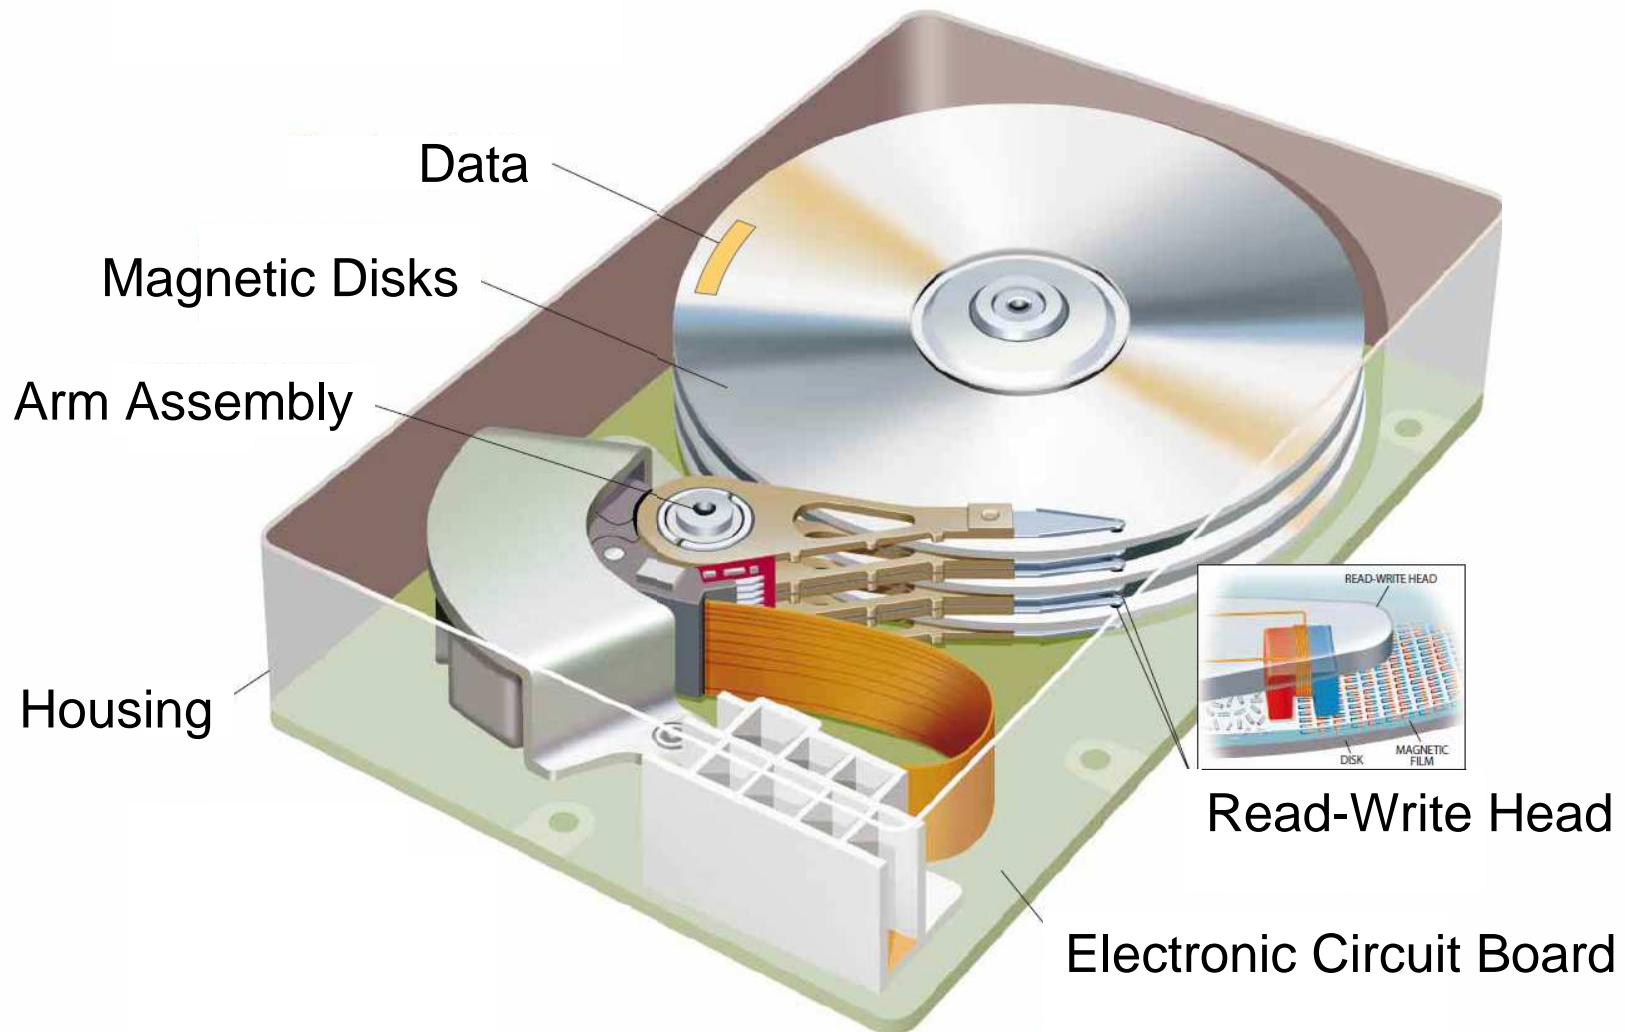 Data
Magnetic Disks
Arm Assembly
READ-WRITE HEAD
Housing
DISK
MAGNETIC
FILM
Read-Write Head
Electronic Circuit Board